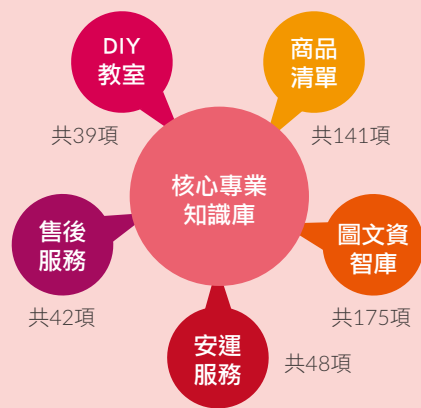 DIY
教室
共39項
商品
清單
共141項
核心專業
知識庫
售後
服務
共42項
圖文資
智庫
共175項
安運
服務
共48項